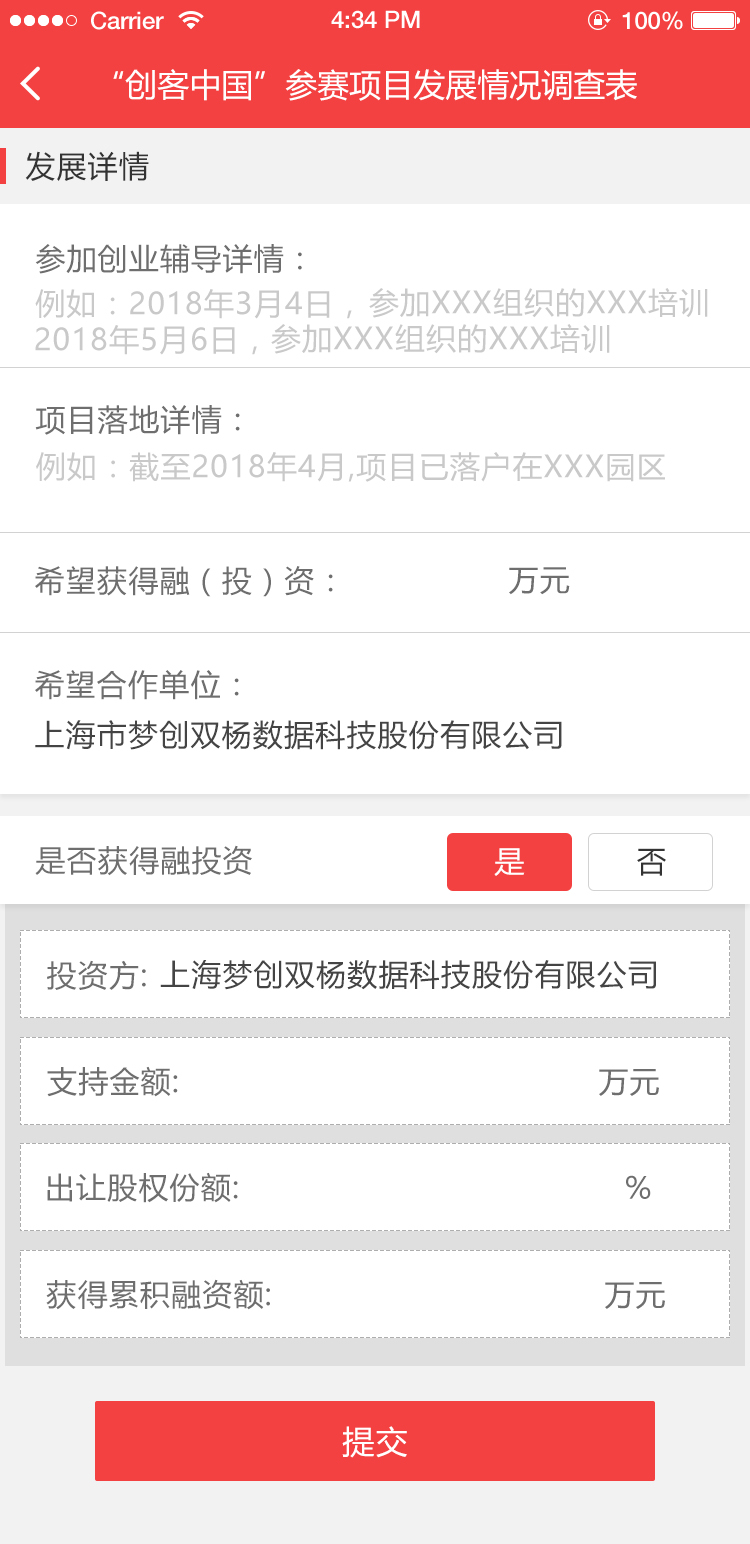 Carrier 4:34 PM 100%
“创客中国”参赛项目发展情况调查表
发展详情
参加创业辅导详情：
例如：2018年3月4日，参加XXX组织的XXX培训
2018年5月6日，参加XXX组织的XXX培训
项目落地详情：
例如：截至2018年4月,项目已落户在XXX园区
希望获得融（投）资： 万元
希望合作单位：
上海市梦创双杨数据科技股份有限公司
是否获得融投资 是 否
投资方: 上海梦创双杨数据科技股份有限公司
支持金额: 万元
出让股权份额: %
获得累积融资额: 万元
提交